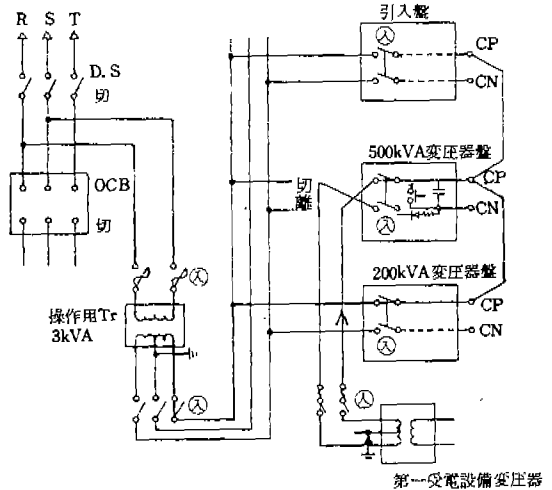 R S T
D.S
切
OCB
切
入
操作用Tr
3kVA
入
引入盤
入
CP
CN
500kVA変圧器盤
切離
CP
CN
入
200kVA変圧器盤
CP
CN
入
入
第一受電設備変圧器